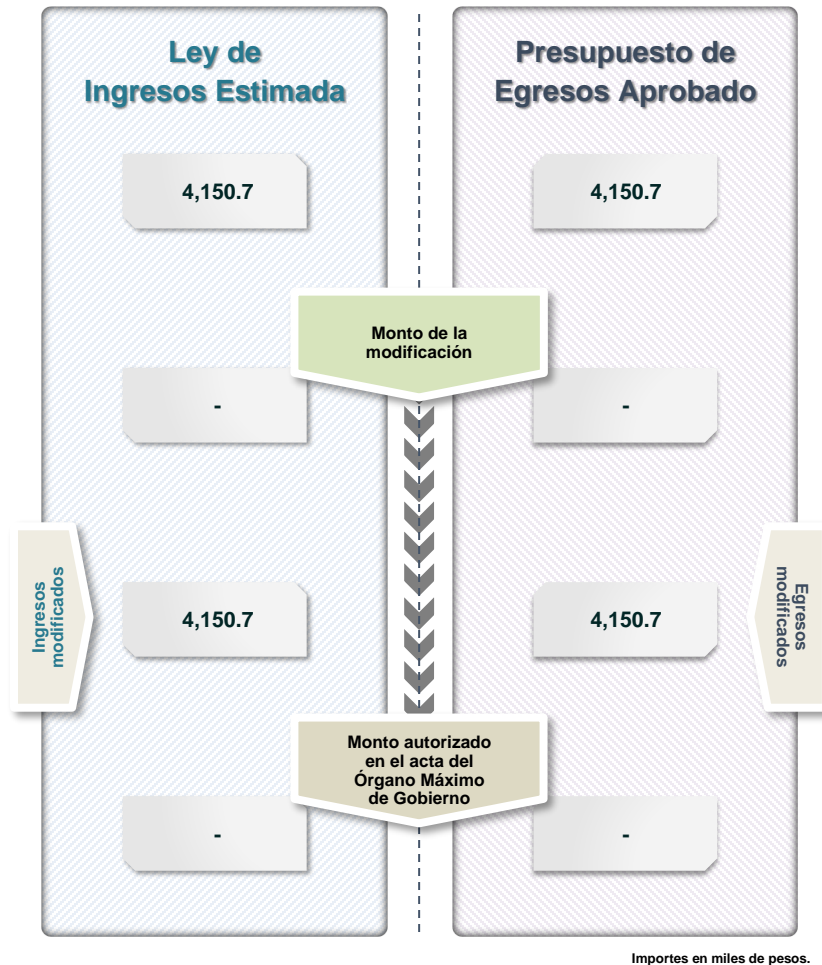 Ley de
Ingresos Estimada
Presupuesto de
Egresos Aprobado
4,150.7
4,150.7
Monto de la
modificación
-
-
Ingresos
modificados
4,150.7
4,150.7
Egresos
modificados
Monto autorizado
en el acta del
Órgano Máximo
de Gobierno
-
-
Importes en miles de pesos.